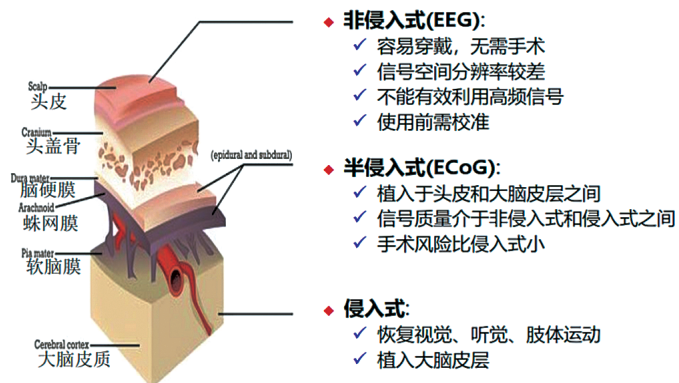 Scalp
头皮
Cranium
头盖骨
Dura mater
脑硬膜
Arachnoid
蛛网膜
Pia mater
软脑膜
Cerebral cortex
大脑皮质
(epidural and subdural)
非侵入式(EEG):
容易穿戴，无需手术
信号空间分辨率较差
不能有效利用高频信号
使用前需校准
半侵入式(ECoG):
植入于头皮和大脑皮层之间
信号质量介于非侵入式和侵入式之间
手术风险比侵入式小
侵入式:
恢复视觉、听觉、肢体运动
植入大脑皮层